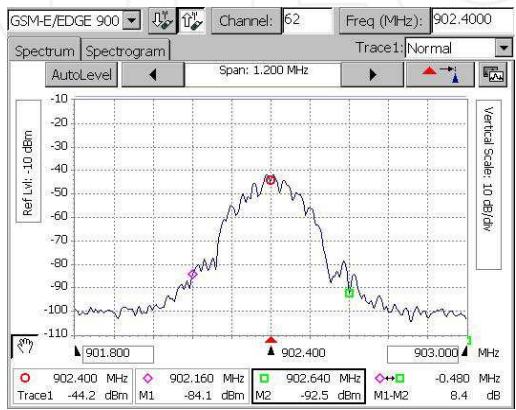 GSM-E/EDGE 900 Channel: 62 Freq (MHz): 902.4000
Spectrum Spectrogram Trace1: Normal
AutoLevel Span: 1.200 MHz
Ref Lvl: -10 dBm
-10
-20
-30
-40
-50
-60
-70
-80
-90
-100
-110
Vertical Scale: 10 dB/div
901.800 902.400 903.000 MHz
902.400 MHz 902.160 MHz 902.640 MHz -0.480 MHz
Trace1 -44.2 dBm M1 -84.1 dBm M2 -92.5 dBm M1-M2 8.4 dB